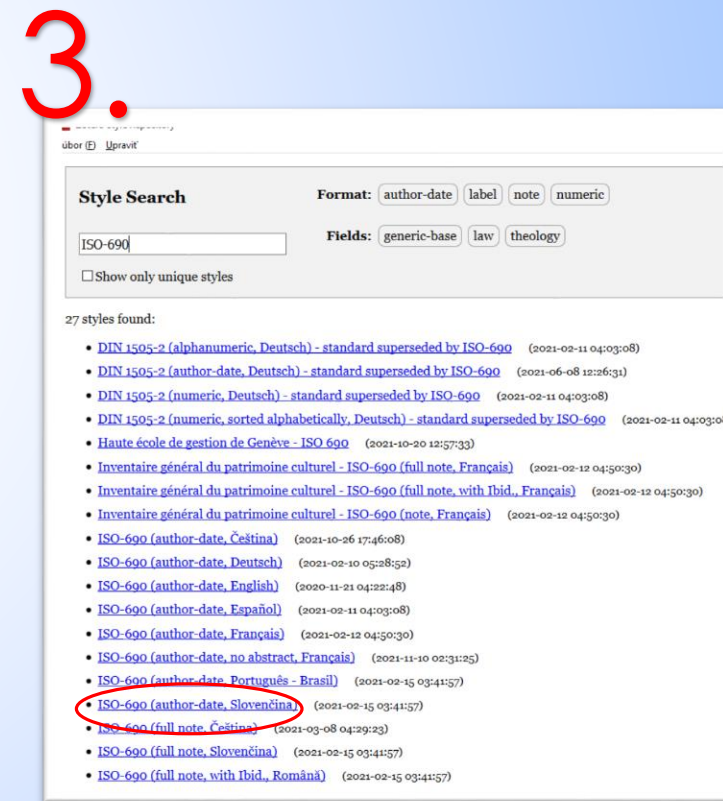 3.
úbor (F) Upraviť
Style Search
Format: author-date label note numeric
ISO-690
Fields: generic-base law theology
Show only unique styles
27 styles found:
• DIN 1505-2 (alphanumeric, Deutsch) - standard superseded by ISO-690 (2021-02-11 04:03:08)
• DIN 1505-2 (author-date, Deutsch) - standard superseded by ISO-690 (2021-06-08 12:26:31)
• DIN 1505-2 (numeric, Deutsch) - standard superseded by ISO-690 (2021-02-11 04:03:08)
• DIN 1505-2 (numeric, sorted alphabetically, Deutsch) - standard superseded by ISO-690 (2021-02-11 04:03:08
• Haute école de gestion de Genève - ISO 690 (2021-10-20 12:57:33)
• Inventaire général du patrimoine culturel - ISO-690 (full note, Français) (2021-02-12 04:50:30)
• Inventaire général du patrimoine culturel - ISO-690 (full note, with Ibid., Français) (2021-02-12 04:50:30)
• Inventaire général du patrimoine culturel - ISO-690 (note, Français) (2021-02-12 04:50:30)
• ISO-690 (author-date, Čeština) (2021-10-26 17:46:08)
• ISO-690 (author-date, Deutsch) (2021-02-10 05:28:52)
• ISO-690 (author-date, English) (2020-11-21 04:22:48)
• ISO-690 (author-date, Español) (2021-02-11 04:03:08)
• ISO-690 (author-date, Français) (2021-02-12 04:50:30)
• ISO-690 (author-date, no abstract, Français) (2021-11-10 02:31:25)
• ISO-690 (author-date, Português - Brasil) (2021-02-15 03:41:57)
• ISO-690 (author-date, Slovenčina) (2021-02-15 03:41:57)
• ISO-690 (full note, Čeština) (2021-03-08 04:29:23)
• ISO-690 (full note, Slovenčina) (2021-02-15 03:41:57)
• ISO-690 (full note, with Ibid., Română) (2021-02-15 03:41:57)